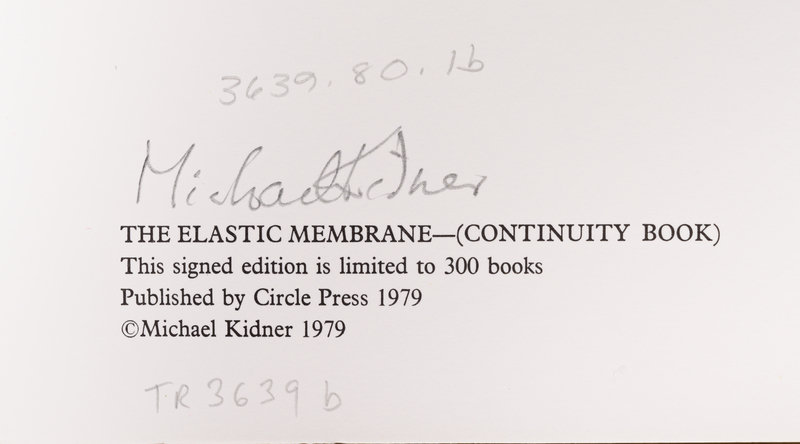 3639.80.1b
Michael Kidner
THE ELASTIC MEMBRANE—(CONTINUITY BOOK)
This signed edition is limited to 300 books
Published by Circle Press 1979
©Michael Kidner 1979
TR 3639 b